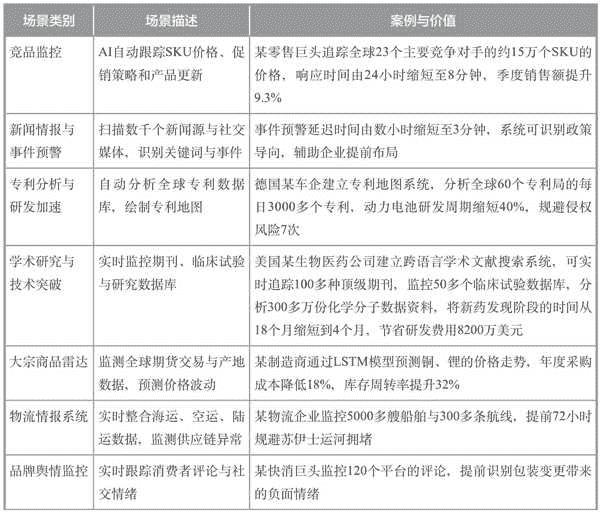 场景类别 场景描述 案例与价值
竞品监控 AI自动跟踪SKU价格、促 某零售巨头追踪全球23个主要竞争对手的约15万个SKU的
销策略和产品更新 价格，响应时间由24小时缩短至8分钟，季度销售额提升
9.3%
新闻情报与 扫描数千个新闻源与社交 事件预警延迟时间由数小时缩短至3分钟，系统可识别政策
事件预警 媒体，识别关键词与事件 导向，辅助企业提前布局
专利分析与 自动分析全球专利数据 德国某车企建立专利地图系统，分析全球60个专利局的每
研发加速 库，绘制专利地图 日3000多个专利，动力电池研发周期缩短40%，规避侵权
风险7次
学术研究与 实时监控期刊、临床试验 美国某生物医药公司建立跨语言学术文献搜索系统，可实
技术突破 与研究数据库 时追踪100多种顶级期刊，监控50多个临床试验数据库，分
析300多万份化学分子数据资料，将新药发现阶段的时间从
18个月缩短到4个月，节省研发费用8200万美元
大宗商品雷达 监测全球期货交易与产地 某制造商通过LSTM模型预测铜、锂的价格走势，年度采购
数据，预测价格波动 成本降低18%，库存周转率提升32%
物流情报系统 实时整合海运、空运、陆 某物流企业监控5000多艘船舶与300多条航线，提前72小时
运数据，监测供应链异常 规避苏伊士运河拥堵
品牌舆情监控 实时跟踪消费者评论与社 某快消巨头监控120个平台的评论，提前识别包装变更带来
交情绪 的负面情绪